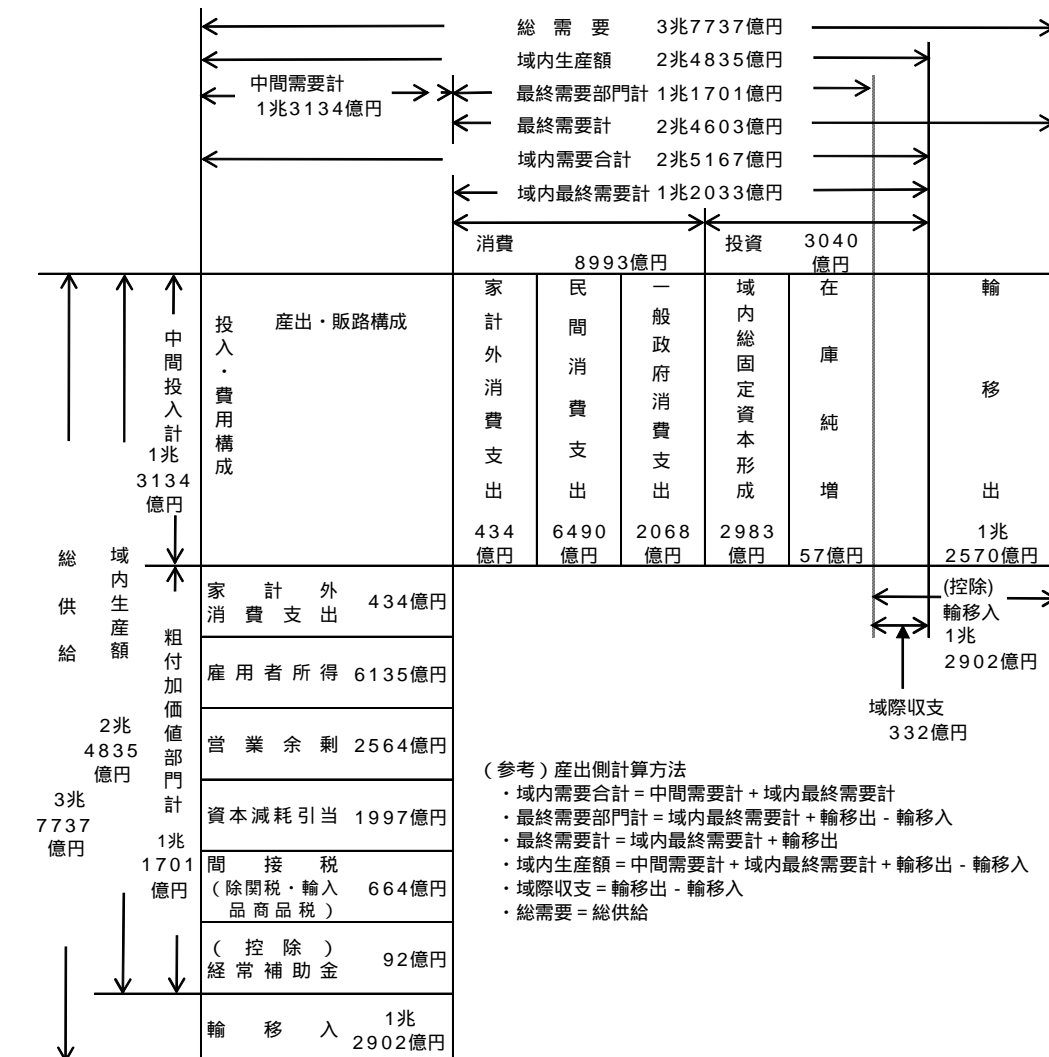 総需要 3兆7737億円
域内生産額 2兆4835億円
中間需要計
1兆3134億円
最終需要部門計 1兆1701億円
最終需要計 2兆4603億円
域内需要合計 2兆5167億円
域内最終需要計 1兆2033億円
消費
8993億円
投資 3040
億円
中間投入計
1兆
3134
億円
投入・費用構成
産出・販路構成
家計外消費支出
434
億円
民間消費支出
6490
億円
一般政府消費支出
2068
億円
域内総固定資本形成
2983
億円
在庫純増
57億円
輸移出
1兆
2570億円
総供給
3兆
7737
億円
域内生産額
2兆
4835
億円
粗付加価値部門計
1兆
1701
億円
家計外
消費支出 434億円
雇用者所得 6135億円
営業余剰 2564億円
資本減耗引当 1997億円
間接税
(除関税・輸入
品商品税) 664億円
(控除)
経常補助金 92億円
輸移入 1兆
2902億円
(控除)
輸移入
1兆
2902億円
域際収支
332億円
(参考)産出側計算方法
・域内需要合計=中間需要計+域内最終需要計
・最終需要部門計=域内最終需要計+輸移出-輸移入
・最終需要計=域内最終需要計+輸移出
・域内生産額=中間需要計+域内最終需要計+輸移出-輸移入
・域際収支=輸移出-輸移入
・総需要=総供給